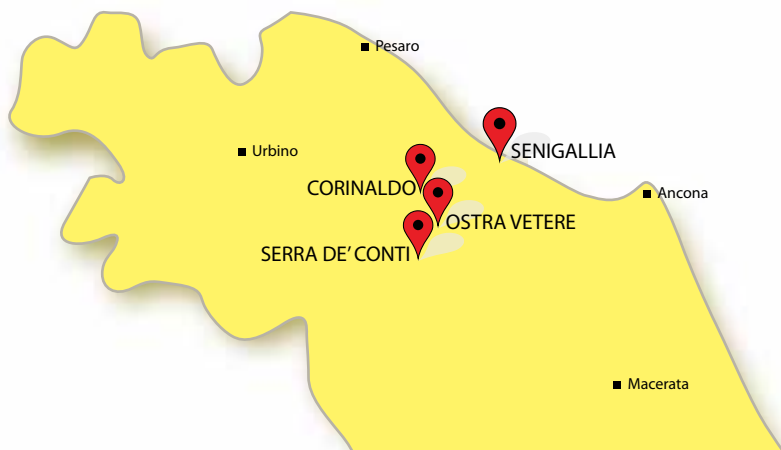 Pesaro
Urbino
SENIGALLIA
CORINALDO
Ancona
OSTRA VETERE
SERRA DE’ CONTI
Macerata